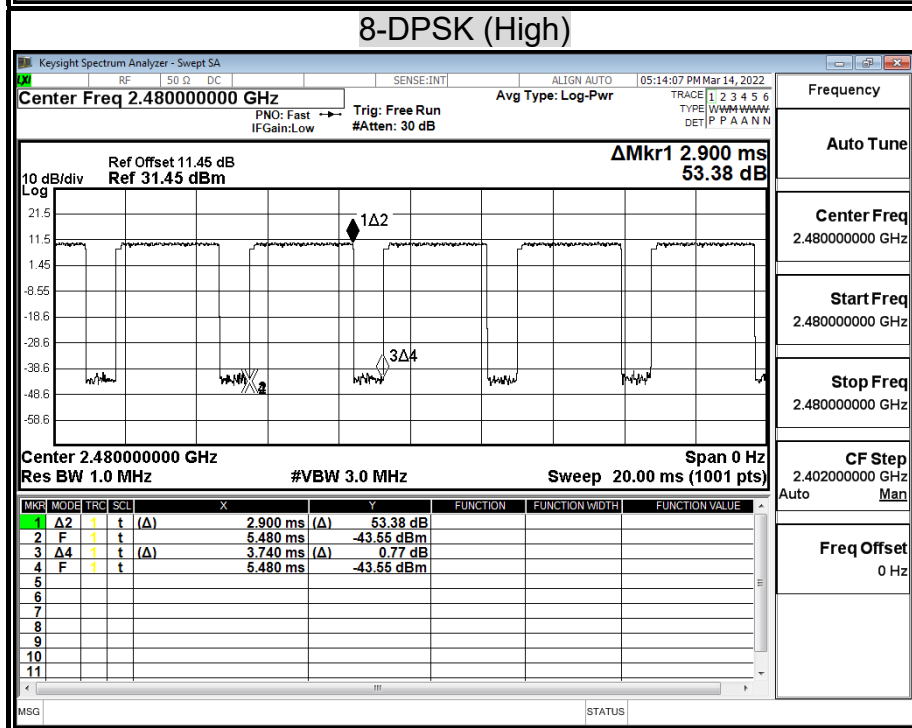 8-DPSK (High)
Keysight Spectrum Analyzer - Swept SA
LXI RF 50 Ω DC SENSE:INT ALIGN AUTO 05:14:07 PM Mar 14, 2022
Center Freq 2.480000000 GHz
PNO: Fast
IFGain:Low
Trig: Free Run
#Atten: 30 dB
Avg Type: Log-Pwr
TRACE 1 2 3 4 5 6
TYPE WWMWWW
DET P P A A N N
Ref Offset 11.45 dB
10 dB/div Ref 31.45 dBm
Log
ΔMkr1 2.900 ms
53.38 dB
21.5
11.5
1.45
-8.55
-18.6
-28.6
-38.6
-48.6
-58.6
1Δ2
3Δ4
2
Center 2.480000000 GHz Span 0 Hz
Res BW 1.0 MHz #VBW 3.0 MHz Sweep 20.00 ms (1001 pts)
MKR MODE TRC SCL X Y FUNCTION FUNCTION WIDTH FUNCTION VALUE
1 Δ2 1 t (Δ) 2.900 ms (Δ) 53.38 dB
2 F 1 t 5.480 ms -43.55 dBm
3 Δ4 1 t (Δ) 3.740 ms (Δ) 0.77 dB
4 F 1 t 5.480 ms -43.55 dBm
5
6
7
8
9
10
11
MSG STATUS
Frequency
Auto Tune
Center Freq
2.480000000 GHz
Start Freq
2.480000000 GHz
Stop Freq
2.480000000 GHz
CF Step
2.402000000 GHz
Auto Man
Freq Offset
0 Hz